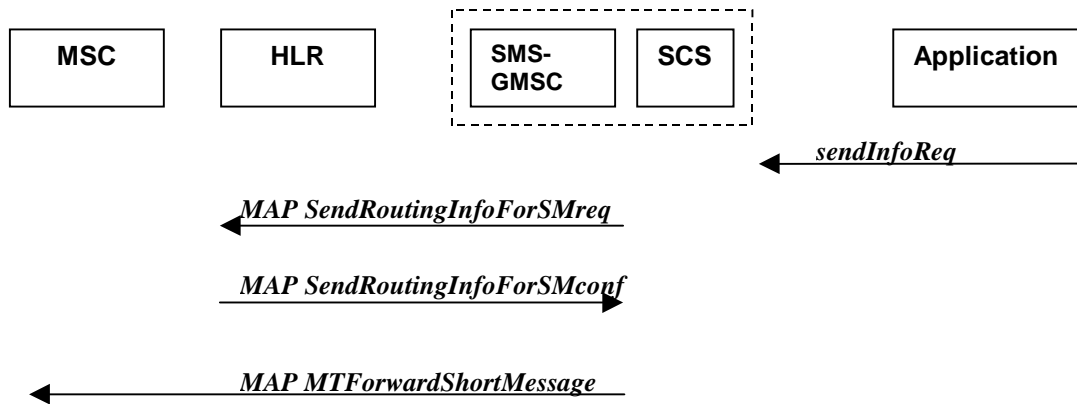 MSC
HLR
SMS-
GMSC
SCS
Application
sendInfoReq
MAP SendRoutingInfoForSMreq
MAP SendRoutingInfoForSMconf
MAP MTForwardShortMessage